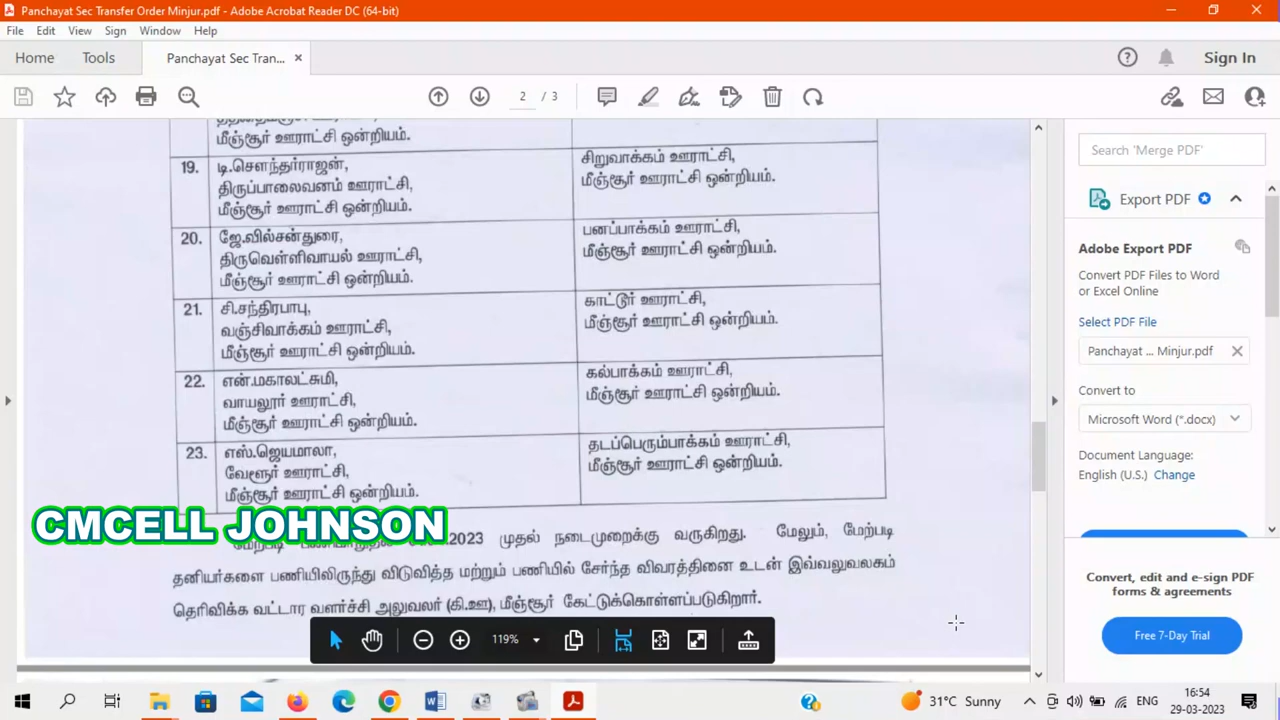 Panchayat Sec Transfer Order Minjur.pdf - Adobe Acrobat Reader DC (64-bit)
File Edit View Sign Window Help
Home Tools Panchayat Sec Tran... Sign In
2 / 3
Search 'Merge PDF'
Export PDF
Adobe Export PDF
Convert PDF Files to Word
or Excel Online
Select PDF File
Panchayat ... Minjur.pdf
Convert to
Microsoft Word (*.docx)
Document Language:
English (U.S.) Change
Convert, edit and e-sign PDF
forms & agreements
Free 7-Day Trial
மீஞ்சூர் ஊராட்சி ஒன்றியம்.
19. டி.சௌந்தர்ராஜன்,
திருப்பாலைவனம் ஊராட்சி,
மீஞ்சூர் ஊராட்சி ஒன்றியம்.
சிறுவாக்கம் ஊராட்சி,
மீஞ்சூர் ஊராட்சி ஒன்றியம்.
20. ஜே.வில்சன்துரை,
திருவெள்ளிவாயல் ஊராட்சி,
மீஞ்சூர் ஊராட்சி ஒன்றியம்.
பனப்பாக்கம் ஊராட்சி,
மீஞ்சூர் ஊராட்சி ஒன்றியம்.
21. சி.சந்திரபாபு,
வஞ்சிவாக்கம் ஊராட்சி,
மீஞ்சூர் ஊராட்சி ஒன்றியம்.
காட்டூர் ஊராட்சி,
மீஞ்சூர் ஊராட்சி ஒன்றியம்.
22. என்.மகாலட்சுமி,
வாயலூர் ஊராட்சி,
மீஞ்சூர் ஊராட்சி ஒன்றியம்.
கல்பாக்கம் ஊராட்சி,
மீஞ்சூர் ஊராட்சி ஒன்றியம்.
23. எஸ்.ஜெயமாலா,
வேளூர் ஊராட்சி,
மீஞ்சூர் ஊராட்சி ஒன்றியம்.
தடப்பெரும்பாக்கம் ஊராட்சி,
மீஞ்சூர் ஊராட்சி ஒன்றியம்.
CMCELL JOHNSON
2023 முதல் நடைமுறைக்கு வருகிறது. மேலும், மேற்படி
தனியர்களை பணியிலிருந்து விடுவித்த மற்றும் பணியில் சேர்ந்த விவரத்தினை உடன் இவ்வலுவலகம்
தெரிவிக்க வட்டார வளர்ச்சி அலுவலர் (கி.ஊ), மீஞ்சூர் கேட்டுக்கொள்ளப்படுகிறார்.
119%
31°C Sunny ENG 16:54
29-03-2023